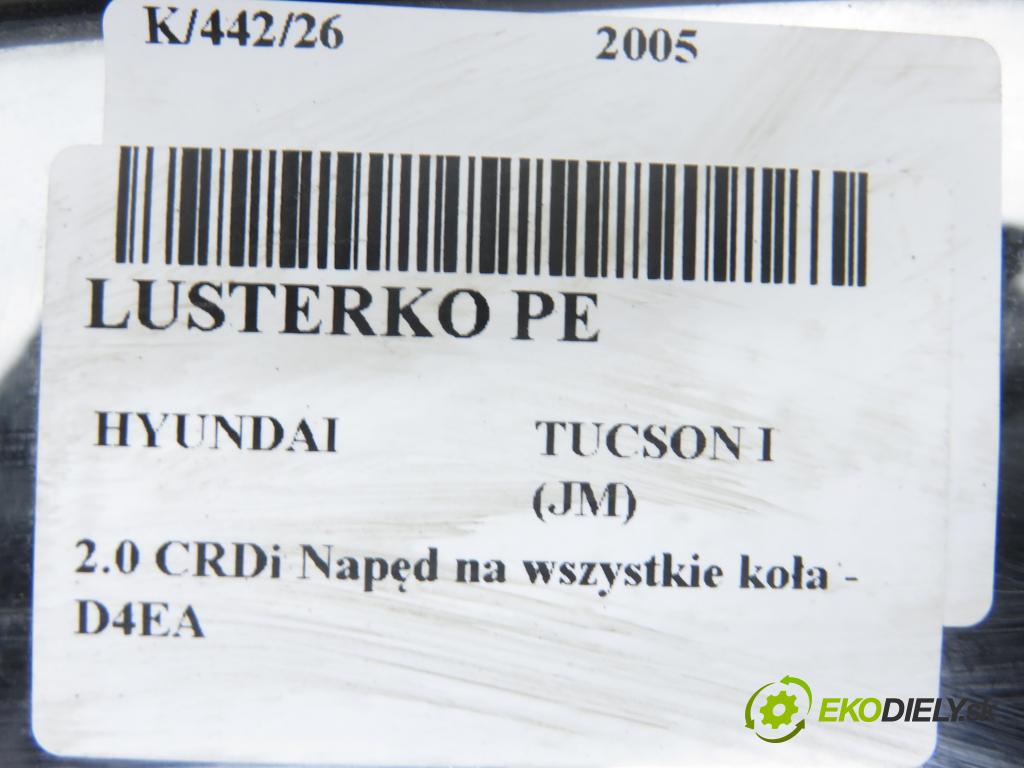 K/442/26 2005
LUSTERKO PE
HYUNDAI TUCSON I
(JM)
2.0 CRDi Napęd na wszystkie koła -
D4EA
EKODIELY.sk